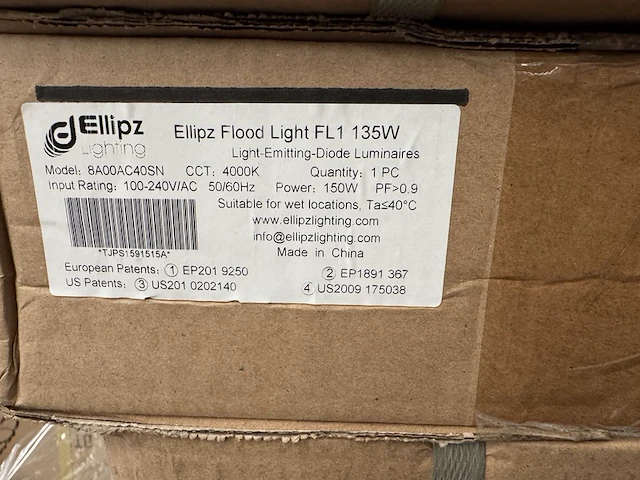 Ellipz
Lighting
Ellipz Flood Light FL1 135W
Light-Emitting-Diode Luminaires
Model: 8A00AC40SN CCT: 4000K Quantity: 1 PC
Input Rating: 100-240V/AC 50/60Hz Power: 150W PF>0.9
Suitable for wet locations, Ta≤40°C
www.ellipzlighting.com
info@ellipzlighting.com
Made in China
*TJPS1591515A*
European Patents: ① EP201 9250 ② EP1891 367
US Patents: ③ US201 0202140 ④ US2009 175038